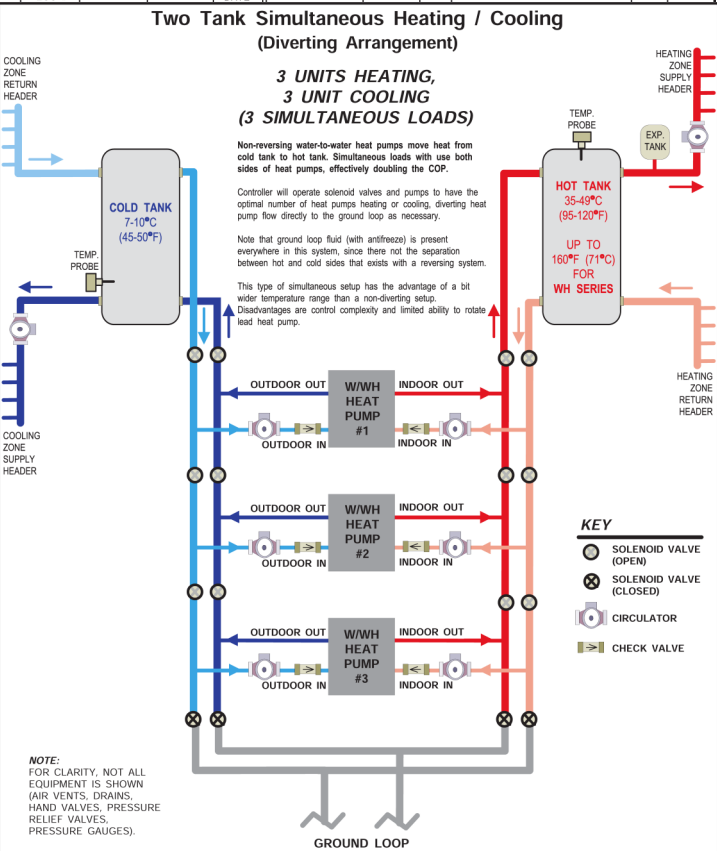 Two Tank Simultaneous Heating / Cooling
(Diverting Arrangement)
COOLING
ZONE
RETURN
HEADER
3 UNITS HEATING,
3 UNIT COOLING
(3 SIMULTANEOUS LOADS)
HEATING
ZONE
SUPPLY
HEADER
TEMP.
PROBE
EXP.
TANK
Non-reversing water-to-water heat pumps move heat from
cold tank to hot tank. Simultaneous loads with use both
sides of heat pumps, effectively doubling the COP.
Controller will operate solenoid valves and pumps to have the
optimal number of heat pumps heating or cooling, diverting heat
pump flow directly to the ground loop as necessary.
Note that ground loop fluid (with antifreeze) is present
everywhere in this system, since there not the separation
between hot and cold sides that exists with a reversing system.
This type of simultaneous setup has the advantage of a bit
wider temperature range than a non-diverting setup.
Disadvantages are control complexity and limited ability to rotate
lead heat pump.
COLD TANK
7-10°C
(45-50°F)
TEMP.
PROBE
HOT TANK
35-49°C
(95-120°F)
UP TO
160°F (71°C)
FOR
WH SERIES
COOLING
ZONE
SUPPLY
HEADER
HEATING
ZONE
RETURN
HEADER
OUTDOOR OUT
W/WH
HEAT
PUMP
#1
INDOOR OUT
OUTDOOR IN
INDOOR IN
OUTDOOR OUT
W/WH
HEAT
PUMP
#2
INDOOR OUT
OUTDOOR IN
INDOOR IN
OUTDOOR OUT
W/WH
HEAT
PUMP
#3
INDOOR OUT
OUTDOOR IN
INDOOR IN
KEY
SOLENOID VALVE
(OPEN)
SOLENOID VALVE
(CLOSED)
CIRCULATOR
CHECK VALVE
NOTE:
FOR CLARITY, NOT ALL
EQUIPMENT IS SHOWN
(AIR VENTS, DRAINS,
HAND VALVES, PRESSURE
RELIEF VALVES,
PRESSURE GAUGES).
GROUND LOOP